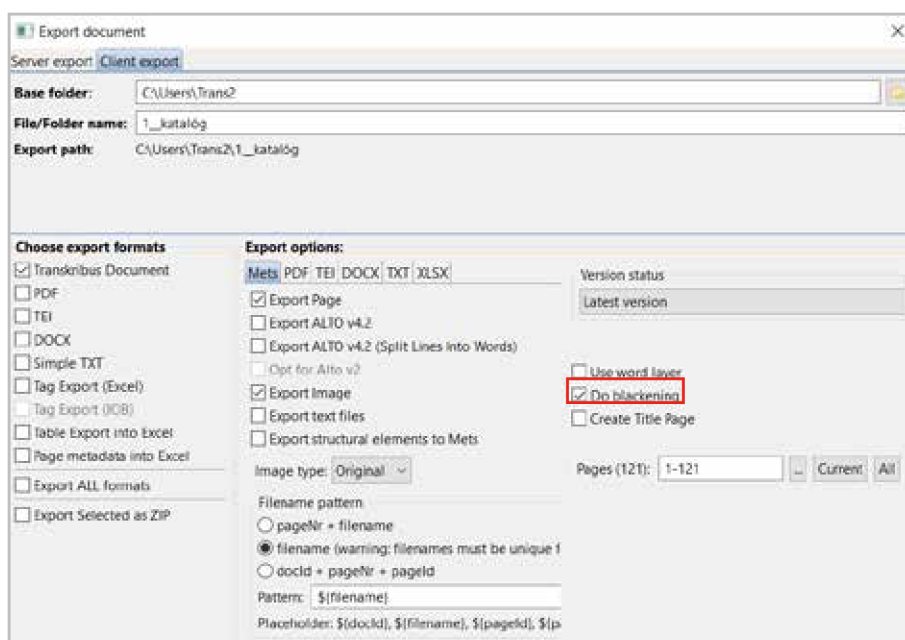 Export document
Server export Client export
Base folder: C:\Users\Trans2
File/Folder name: 1__katalóg
Export path: C:\Users\Trans2\1__katalóg
Choose export formats
Transkribus Document
PDF
TEI
DOCX
Simple TXT
Tag Export (Excel)
Tag Export (IOB)
Table Export into Excel
Page metadata into Excel
Export ALL formats
Export Selected as ZIP
Export options:
Mets PDF TEI DOCX TXT XLSX
Export Page
Export ALTO v4.2
Export ALTO v4.2 (Split Lines Into Words)
Opt for Alto v2
Export Image
Export text files
Export structural elements to Mets
Image type: Original
Filename pattern
pageNr + filename
filename (warning: filenames must be unique f
docId + pageNr + pageId
Pattern: ${filename}
Placeholder: ${docId}, ${filename}, ${pageId}, ${pa
Version status
Latest version
Use word layer
Do blackening
Create Title Page
Pages (121): 1-121 ... Current All